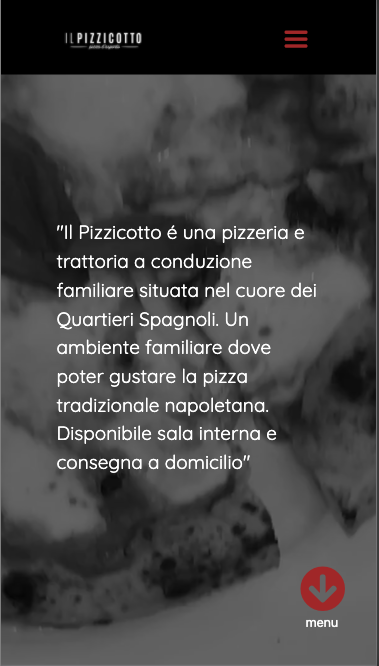 IL PIZZICOTTO
"Il Pizzicotto é una pizzeria e
trattoria a conduzione
familiare situata nel cuore dei
Quartieri Spagnoli. Un
ambiente familiare dove
poter gustare la pizza
tradizionale napoletana.
Disponibile sala interna e
consegna a domicilio"
menu